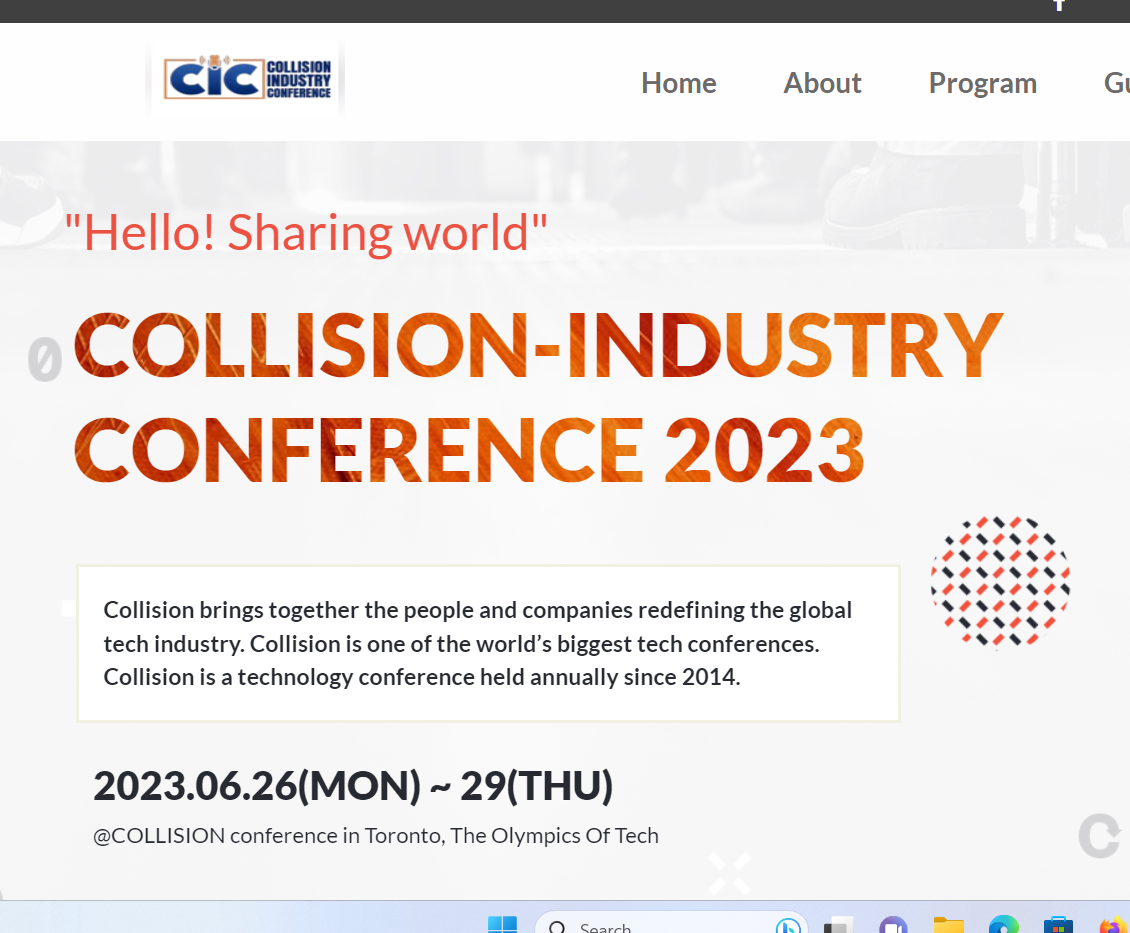 CIC COLLISION
INDUSTRY
CONFERENCE
Home About Program
"Hello! Sharing world"
COLLISION-INDUSTRY
CONFERENCE 2023
Collision brings together the people and companies redefining the global
tech industry. Collision is one of the world’s biggest tech conferences.
Collision is a technology conference held annually since 2014.
2023.06.26(MON) ~ 29(THU)
@COLLISION conference in Toronto, The Olympics Of Tech
Search